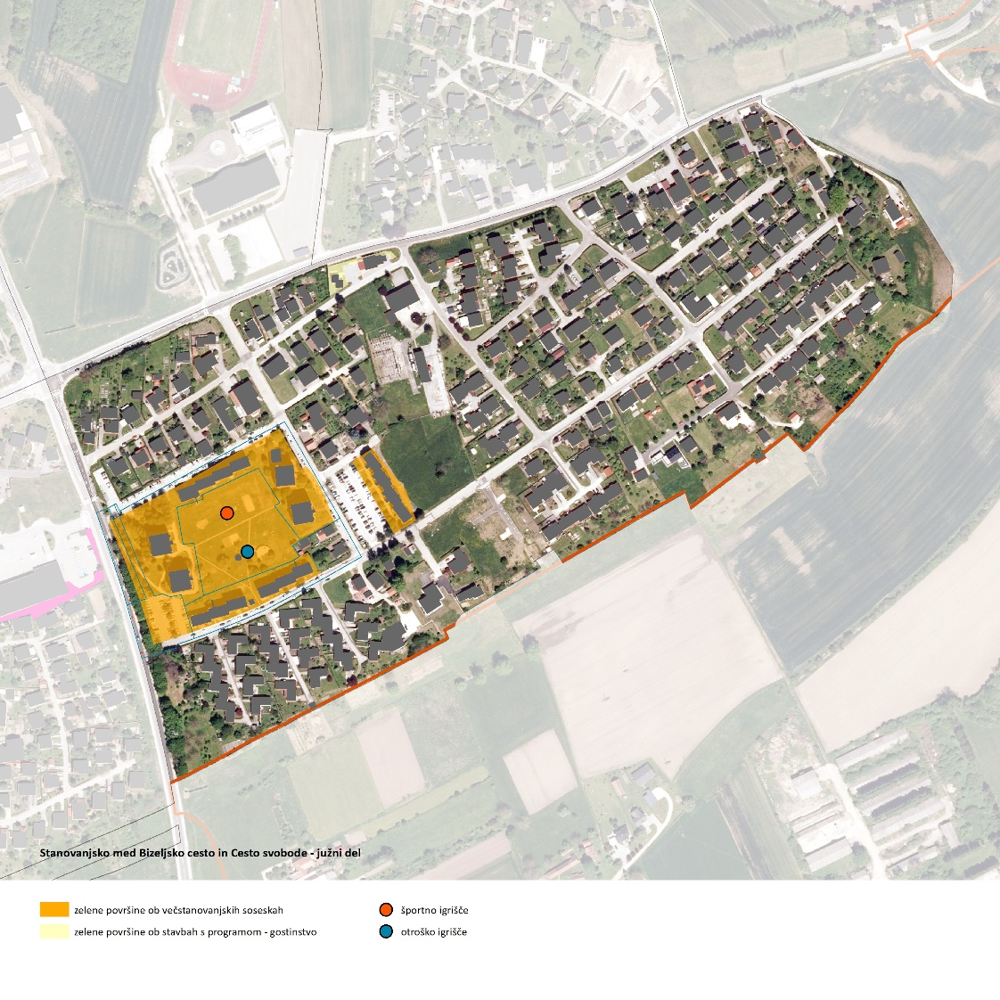 Stanovanjsko med Bizeljsko cesto in Cesto svobode - južni del
zelene površine ob večstanovanjskih soseskah
zelene površine ob stavbah s programom - gostinstvo
športno igrišče
otroško igrišče